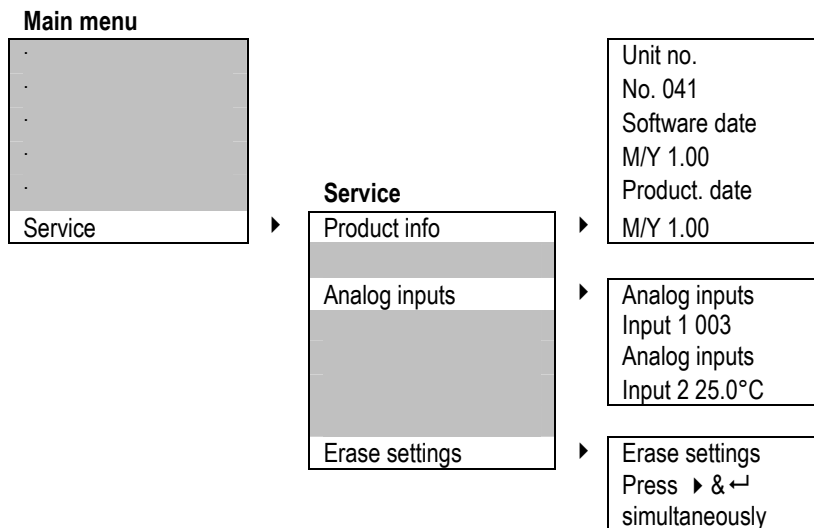 Main menu
.
.
.
.
.
Service
▶
Service
Product info
Analog inputs
Erase settings
▶
Unit no.
No. 041
Software date
M/Y 1.00
Product. date
M/Y 1.00
▶
Analog inputs
Input 1 003
Analog inputs
Input 2 25.0°C
▶
Erase settings
Press ▶ & ↵
simultaneously